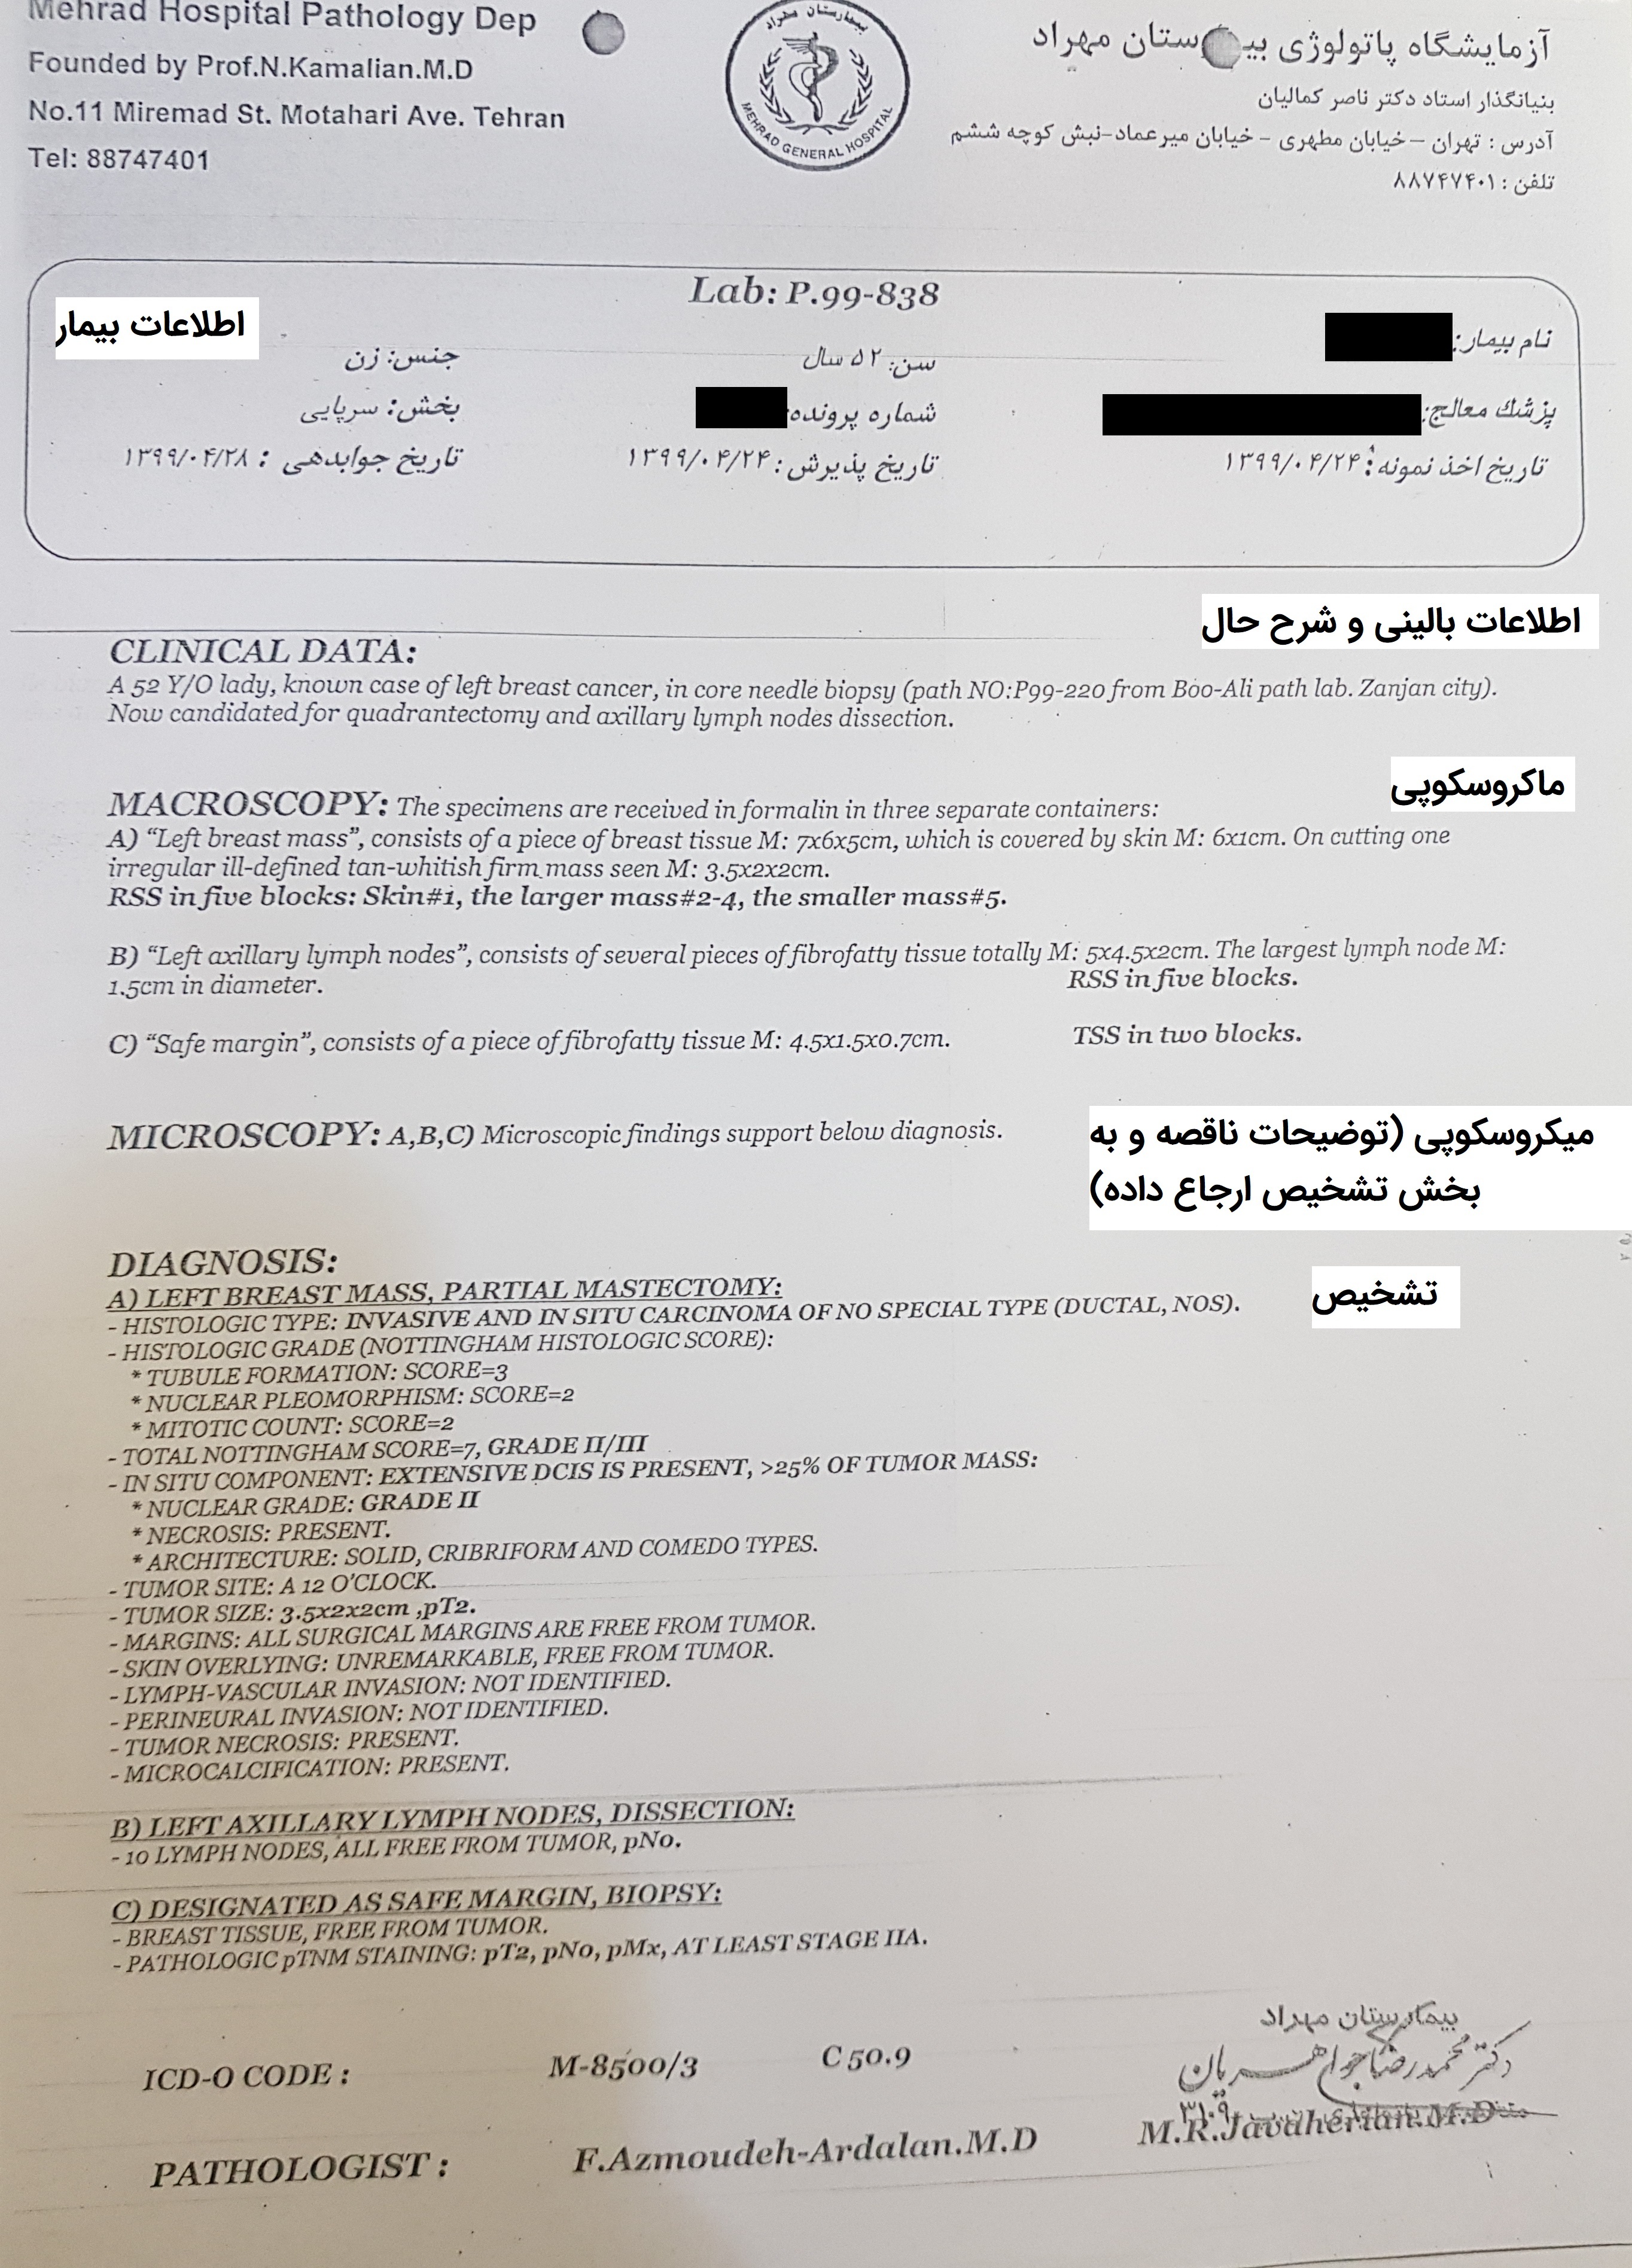 Mehrad Hospital Pathology Dep
Founded by Prof.N.Kamalian.M.D
No.11 Miremad St. Motahari Ave. Tehran
Tel: 88747401
بیمارستان مهراد
MEHRAD GENERAL HOSPITAL
آزمایشگاه پاتولوژی بیمارستان مهراد
بنیانگذار استاد دکتر ناصر کمالیان
آدرس : تهران – خیابان مطهری – خیابان میرعماد-نبش کوچه ششم
تلفن : ۸۸۷۴۷۴۰۱
Lab: P.99-838
اطلاعات بیمار
نام بیمار:
سن: ۵۲ سال
جنس: زن
پزشك معالج:
شماره پرونده:
بخش: سرپایی
تاریخ اخذ نمونه: ۱۳۹۹/۰۴/۲۴
تاریخ پذیرش: ۱۳۹۹/۰۴/۲۴
تاریخ جوابدهی : ۱۳۹۹/۰۴/۲۸
اطلاعات بالینی و شرح حال
CLINICAL DATA:
A 52 Y/O lady, known case of left breast cancer, in core needle biopsy (path NO:P99-220 from Boo-Ali path lab. Zanjan city).
Now candidated for quadrantectomy and axillary lymph nodes dissection.
ماکروسکوپی
MACROSCOPY: The specimens are received in formalin in three separate containers:
A) “Left breast mass”, consists of a piece of breast tissue M: 7x6x5cm, which is covered by skin M: 6x1cm. On cutting one
irregular ill-defined tan-whitish firm mass seen M: 3.5x2x2cm.
RSS in five blocks: Skin#1, the larger mass#2-4, the smaller mass#5.
B) “Left axillary lymph nodes”, consists of several pieces of fibrofatty tissue totally M: 5x4.5x2cm. The largest lymph node M:
1.5cm in diameter. RSS in five blocks.
C) “Safe margin”, consists of a piece of fibrofatty tissue M: 4.5x1.5x0.7cm. TSS in two blocks.
MICROSCOPY: A,B,C) Microscopic findings support below diagnosis.
میکروسکوپی (توضیحات ناقصه و به
بخش تشخیص ارجاع داده)
DIAGNOSIS:
تشخیص
A) LEFT BREAST MASS, PARTIAL MASTECTOMY:
- HISTOLOGIC TYPE: INVASIVE AND IN SITU CARCINOMA OF NO SPECIAL TYPE (DUCTAL, NOS).
- HISTOLOGIC GRADE (NOTTINGHAM HISTOLOGIC SCORE):
* TUBULE FORMATION: SCORE=3
* NUCLEAR PLEOMORPHISM: SCORE=2
* MITOTIC COUNT: SCORE=2
- TOTAL NOTTINGHAM SCORE=7, GRADE II/III
- IN SITU COMPONENT: EXTENSIVE DCIS IS PRESENT, >25% OF TUMOR MASS:
* NUCLEAR GRADE: GRADE II
* NECROSIS: PRESENT.
* ARCHITECTURE: SOLID, CRIBRIFORM AND COMEDO TYPES.
- TUMOR SITE: A 12 O’CLOCK.
- TUMOR SIZE: 3.5x2x2cm ,pT2.
- MARGINS: ALL SURGICAL MARGINS ARE FREE FROM TUMOR.
- SKIN OVERLYING: UNREMARKABLE, FREE FROM TUMOR.
- LYMPH-VASCULAR INVASION: NOT IDENTIFIED.
- PERINEURAL INVASION: NOT IDENTIFIED.
- TUMOR NECROSIS: PRESENT.
- MICROCALCIFICATION: PRESENT.
B) LEFT AXILLARY LYMPH NODES, DISSECTION:
- 10 LYMPH NODES, ALL FREE FROM TUMOR, pN0.
C) DESIGNATED AS SAFE MARGIN, BIOPSY:
- BREAST TISSUE, FREE FROM TUMOR.
- PATHOLOGIC pTNM STAINING: pT2, pN0, pMx, AT LEAST STAGE IIA.
ICD-O CODE : M-8500/3 C 50.9
بیمارستان مهراد
دکتر محمدرضا جواهریان
PATHOLOGIST : F.Azmoudeh-Ardalan.M.D M.R.Javaherian.M.D